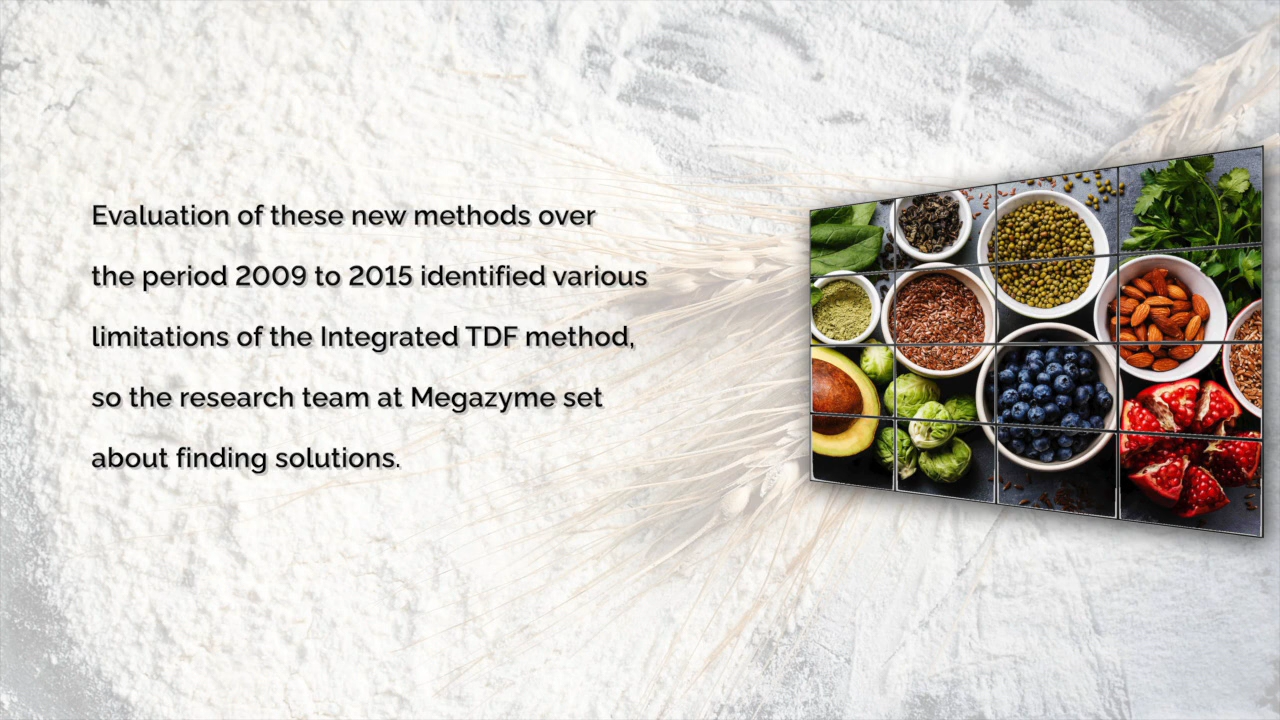 Evaluation of these new methods over
the period 2009 to 2015 identified various
limitations of the Integrated TDF method,
so the research team at Megazyme set
about finding solutions.